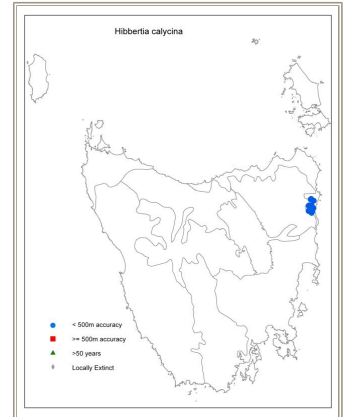 Hibbertia calycina
< 500m accuracy
>= 500m accuracy
>50 years
Locally Extinct